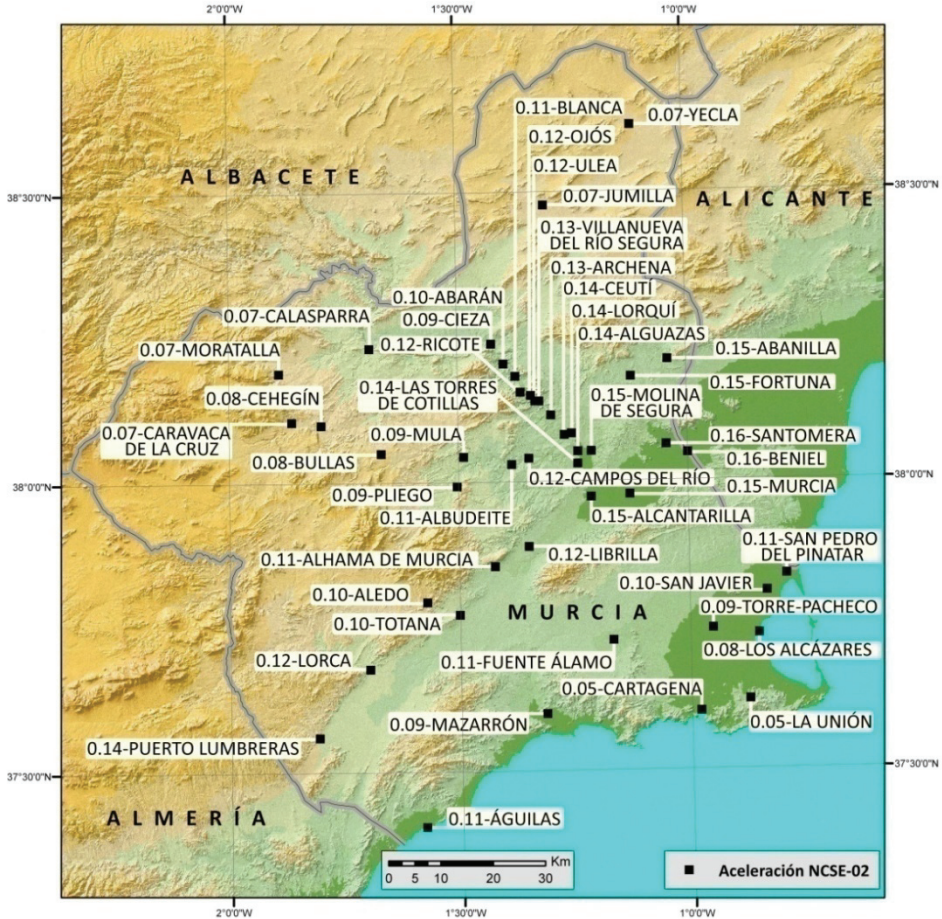 2°0'0"W
1°30'0"W
1°0'0"W
0.11-BLANCA
0.07-YECLA
0.12-OJÓS
0.12-ULEA
ALBACETE
38°30'0"N
0.07-JUMILLA
ALICANTE
38°30'0"N
0.13-VILLANUEVA
DEL RÍO SEGURA
0.13-ARCHENA
0.14-CEUTÍ
0.10-ABARÁN
0.14-LORQUÍ
0.07-CALASPARRA
0.09-CIEZA
0.14-ALGUAZAS
0.12-RICOTE
0.07-MORATALLA
0.15-ABANILLA
0.15-FORTUNA
0.14-LAS TORRES
DE COTILLAS
0.15-MOLINA
DE SEGURA
0.08-CEHEGÍN
0.07-CARAVACA
DE LA CRUZ
0.09-MULA
0.16-SANTOMERA
0.08-BULLAS
0.16-BENIEL
38°0'0"N
38°0'0"N
0.12-CAMPOS DEL RÍO
0.15-MURCIA
0.09-PLIEGO
0.11-ALBUDEITE
0.15-ALCANTARILLA
0.11-SAN PEDRO
DEL PINATAR
0.11-ALHAMA DE MURCIA
0.12-LIBRILLA
0.10-SAN JAVIER
0.10-ALEDO
0.09-TORRE-PACHECO
MURCIA
0.10-TOTANA
0.08-LOS ALCÁZARES
0.12-LORCA
0.11-FUENTE ÁLAMO
0.05-CARTAGENA
0.09-MAZARRÓN
0.05-LA UNIÓN
0.14-PUERTO LUMBRERAS
37°30'0"N
37°30'0"N
ALMERÍA
0.11-ÁGUILAS
Km
0 5 10 20 30
Aceleración NCSE-02
2°0'0"W
1°30'0"W
1°0'0"W